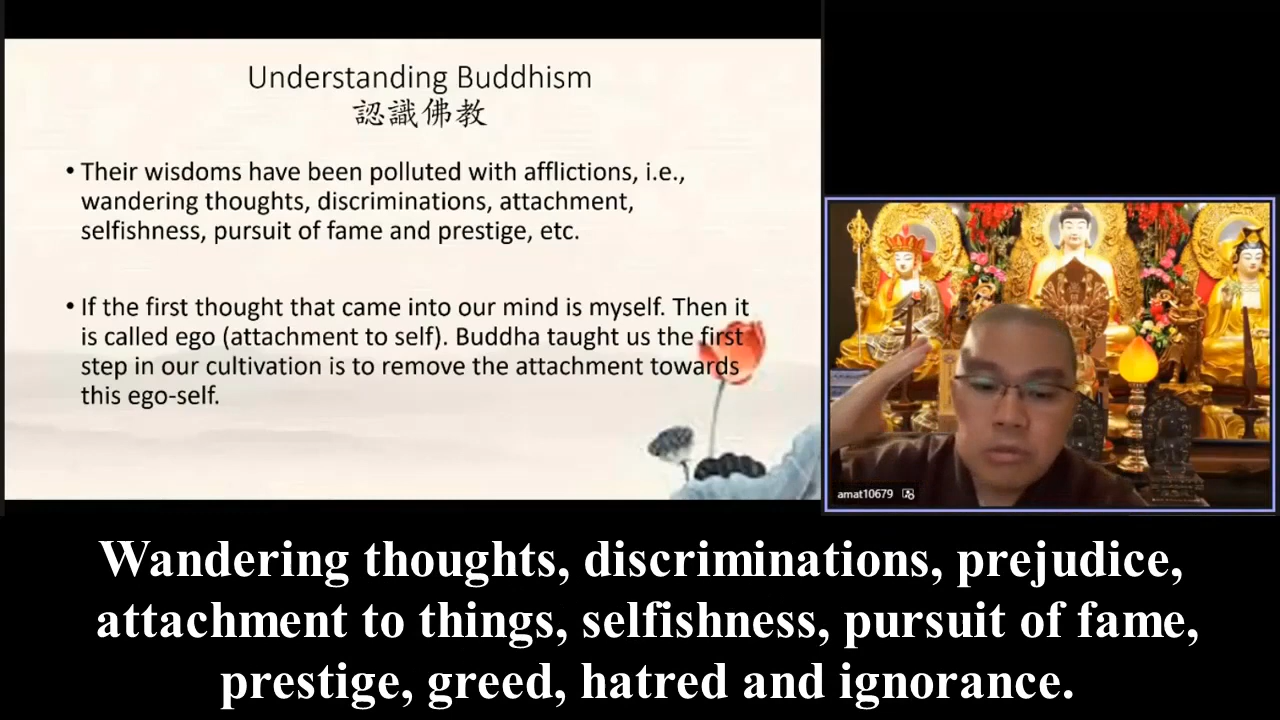 Understanding Buddhism
認識佛教
• Their wisdoms have been polluted with afflictions, i.e.,
wandering thoughts, discriminations, attachment,
selfishness, pursuit of fame and prestige, etc.
• If the first thought that came into our mind is myself. Then it
is called ego (attachment to self). Buddha taught us the first
step in our cultivation is to remove the attachment towards
this ego-self.
amat10679
Wandering thoughts, discriminations, prejudice,
attachment to things, selfishness, pursuit of fame,
prestige, greed, hatred and ignorance.